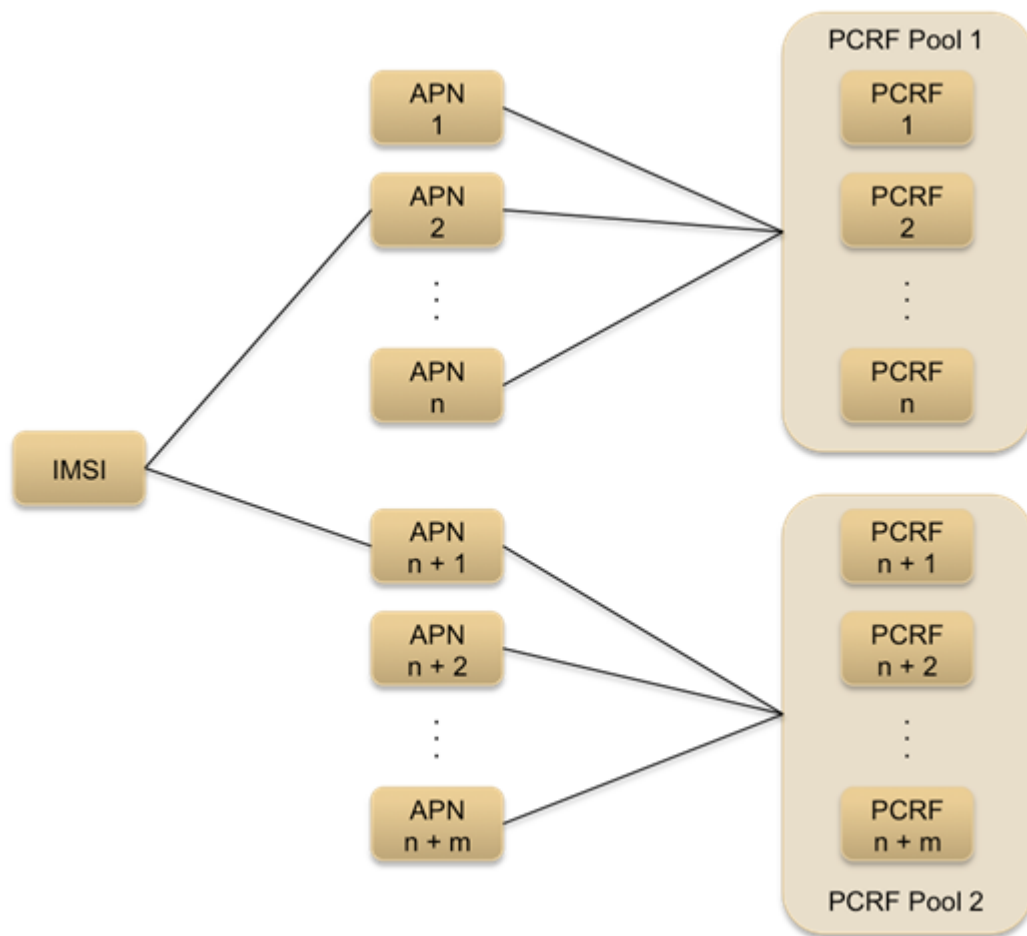 PCRF Pool 1
APN
1
PCRF
1
APN
2
PCRF
2
APN
n
PCRF
n
IMSI
APN
n + 1
PCRF
n + 1
APN
n + 2
PCRF
n + 2
APN
n + m
PCRF
n + m
PCRF Pool 2